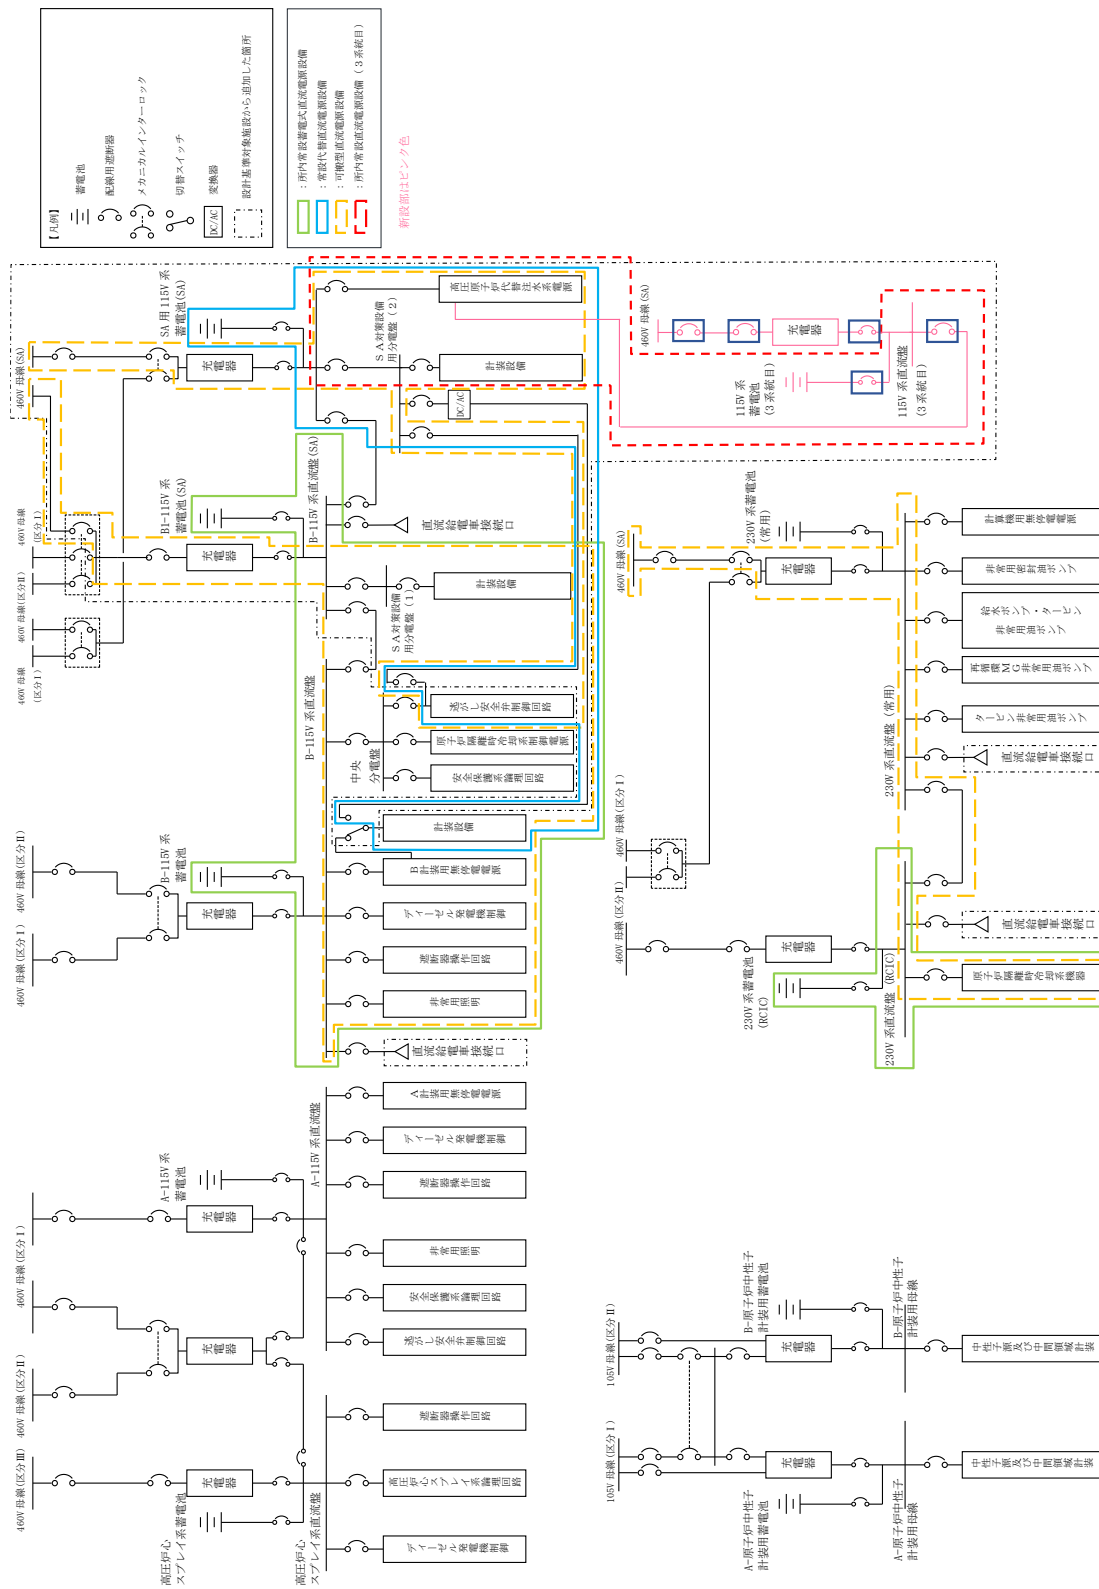 【凡例】
蓄電池
配線用遮断器
メカニカルインターロック
切替スイッチ
DC/AC
変換器
設計基準対象施設から追加した箇所
：所内常設蓄電式直流電源設備
：常設代替直流電源設備
：可搬型直流電源設備
：所内常設直流電源設備（３系統目）
新設部はピンク色
460V 母線(区分Ⅲ)
460V 母線(区分Ⅱ)
460V 母線(区分Ⅰ)
充電器
充電器
充電器
高圧炉心
スプレイ系蓄電池
A-115V 系
蓄電池
高圧炉心
スプレイ系直流盤
A-115V 系直流盤
ディーゼル発電機制御
高圧炉心スプレイ系論理回路
遮断器操作回路
逃がし安全弁制御回路
安全保護系論理回路
非常用照明
遮断器操作回路
ディーゼル発電機制御
A計装用無停電電源
460V 母線(区分Ⅰ)
460V 母線(区分Ⅱ)
充電器
B-115V 系
蓄電池
B-115V 系直流盤
直流給電車接続口
非常用照明
遮断器操作回路
ディーゼル発電機制御
B計装用無停電電源
計装設備
中央
分電盤
安全保護系論理回路
原子炉隔離時冷却系制御電源
逃がし安全弁制御回路
460V 母線
(区分Ⅰ)
460V 母線(区分Ⅱ)
460V 母線(区分Ⅱ)
460V 母線
(区分Ⅰ)
460V 母線(SA)
充電器
B1-115V 系
蓄電池(SA)
B-115V 系直流盤(SA)
直流給電車接続口
ＳＡ対策設備
用分電盤（1）
計装設備
充電器
SA 用 115V 系
蓄電池(SA)
ＳＡ対策設備
用分電盤（2）
DC/AC
計装設備
高圧原子炉代替注水系電源
460V 母線(SA)
充電器
115V 系
蓄電池
(3系統目)
115V 系直流盤
(3系統目)
105V 母線(区分Ⅰ)
105V 母線(区分Ⅱ)
充電器
充電器
A-原子炉中性子
計装用蓄電池
B-原子炉中性子
計装用蓄電池
A-原子炉中性子
計装用母線
B-原子炉中性子
計装用母線
中性子源及び中間領域計装
中性子源及び中間領域計装
460V 母線(区分Ⅱ)
460V 母線(区分Ⅰ)
460V 母線(SA)
充電器
230V 系蓄電池
(RCIC)
230V 系直流盤 (RCIC)
原子炉隔離時冷却系機器
直流給電車接続口
充電器
230V 系蓄電池
(常用)
230V 系直流盤 (常用)
直流給電車接続口
タービン非常用油ポンプ
再循環ＭＧ非常用油ポンプ
給水ポンプ・タービン
非常用油ポンプ
非常用密封油ポンプ
計算機用無停電電源